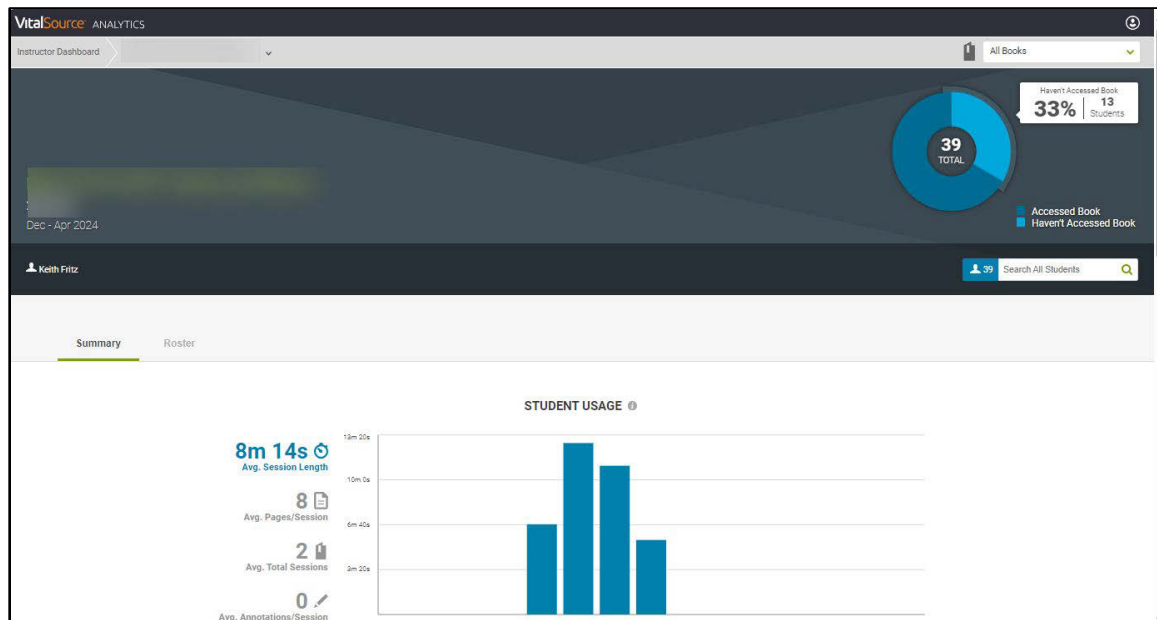 VitalSource® ANALYTICS
Instructor Dashboard
All Books
Haven't Accessed Book
33%
13
Students
39
TOTAL
Dec - Apr 2024
Accessed Book
Haven't Accessed Book
Keith Fritz
39
Search All Students
Summary
Roster
STUDENT USAGE
8m 14s
Avg. Session Length
8
Avg. Pages/Session
2
Avg. Total Sessions
0
Avg. Annotations/Session
13m 20s
10m 0s
6m 40s
3m 20s